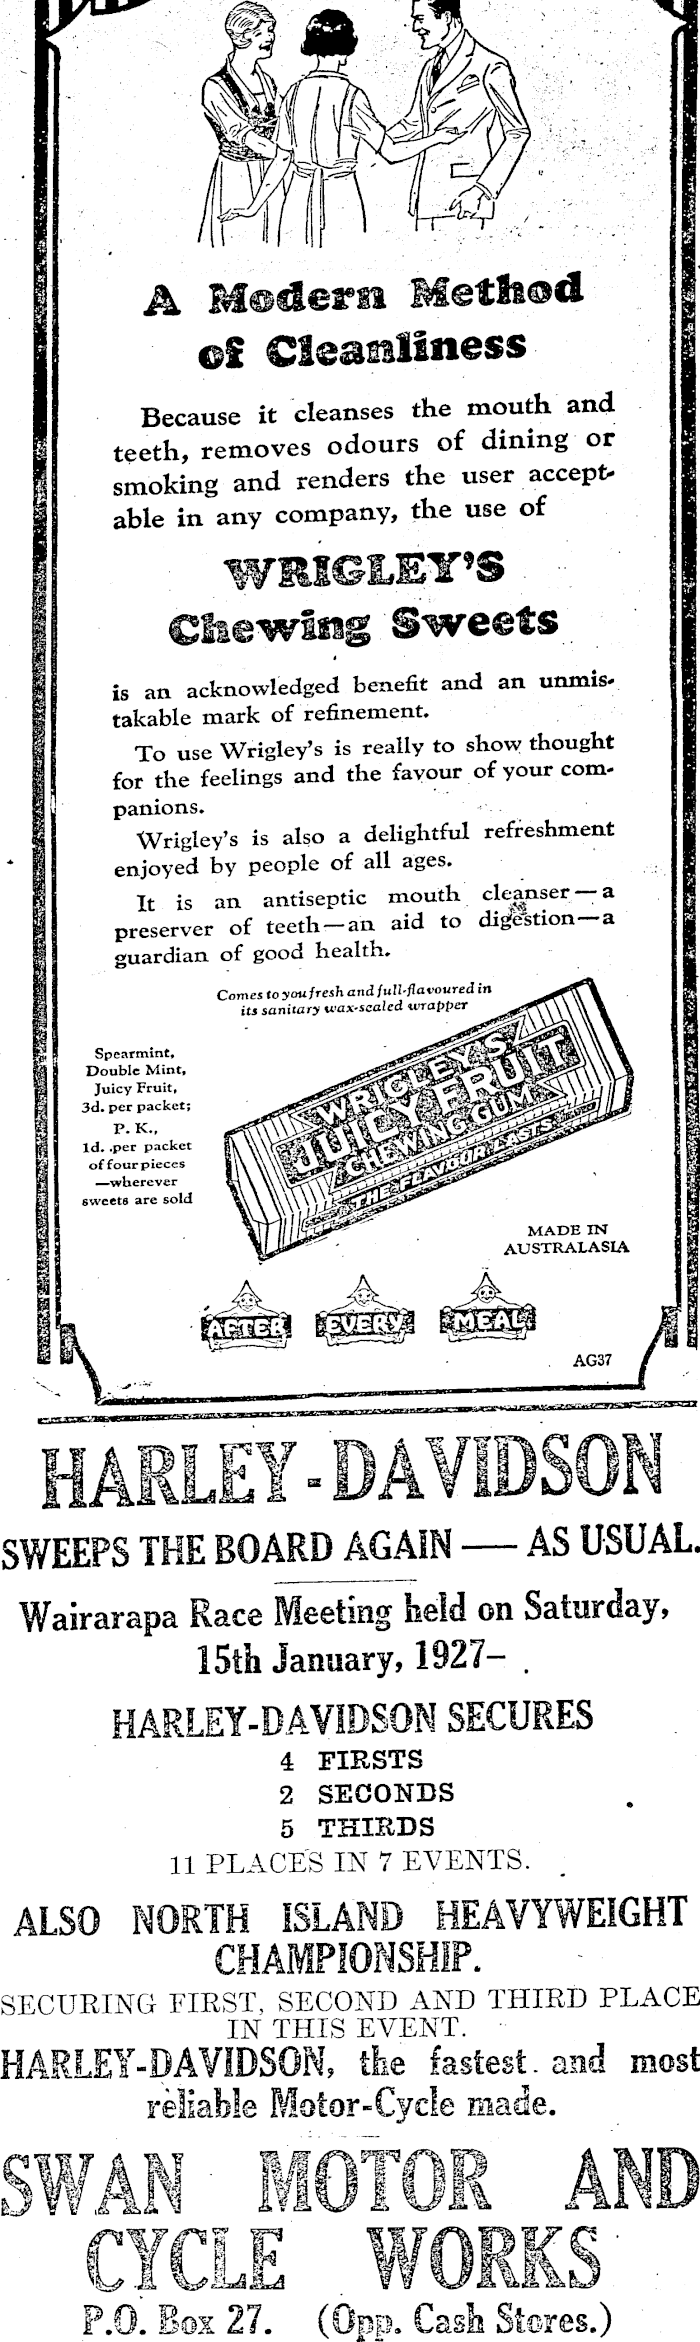 A Modern Method
of Cleanliness
Because it cleanses the mouth and
teeth, removes odours of dining or
smoking and renders the user accept-
able in any company, the use of
WRIGLEY'S
Chewing Sweets
is an acknowledged benefit and an unmis-
takable mark of refinement.
To use Wrigley's is really to show thought
for the feelings and the favour of your com-
panions.
Wrigley's is also a delightful refreshment
enjoyed by people of all ages.
It is an antiseptic mouth cleanser—a
preserver of teeth—an aid to digestion—a
guardian of good health.
Comes to you fresh and full-flavoured in
its sanitary wax-sealed wrapper
Spearmint,
Double Mint,
Juicy Fruit,
3d. per packet;
P. K.,
1d. .per packet
of four pieces
—wherever
sweets are sold
WRIGLEY'S
JUICY FRUIT
CHEWING GUM
THE FLAVOUR LASTS
MADE IN
AUSTRALASIA
AFTER EVERY MEAL
AG37
HARLEY-DAVIDSON
SWEEPS THE BOARD AGAIN — AS USUAL.
Wairarapa Race Meeting held on Saturday,
15th January, 1927–
HARLEY-DAVIDSON SECURES
4 FIRSTS
2 SECONDS
5 THIRDS
11 PLACES IN 7 EVENTS.
ALSO NORTH ISLAND HEAVYWEIGHT
CHAMPIONSHIP.
SECURING FIRST, SECOND AND THIRD PLACE
IN THIS EVENT.
HARLEY-DAVIDSON, the fastest and most
reliable Motor-Cycle made.
SWAN MOTOR AND
CYCLE WORKS
P.O. Box 27. (Opp. Cash Stores.)